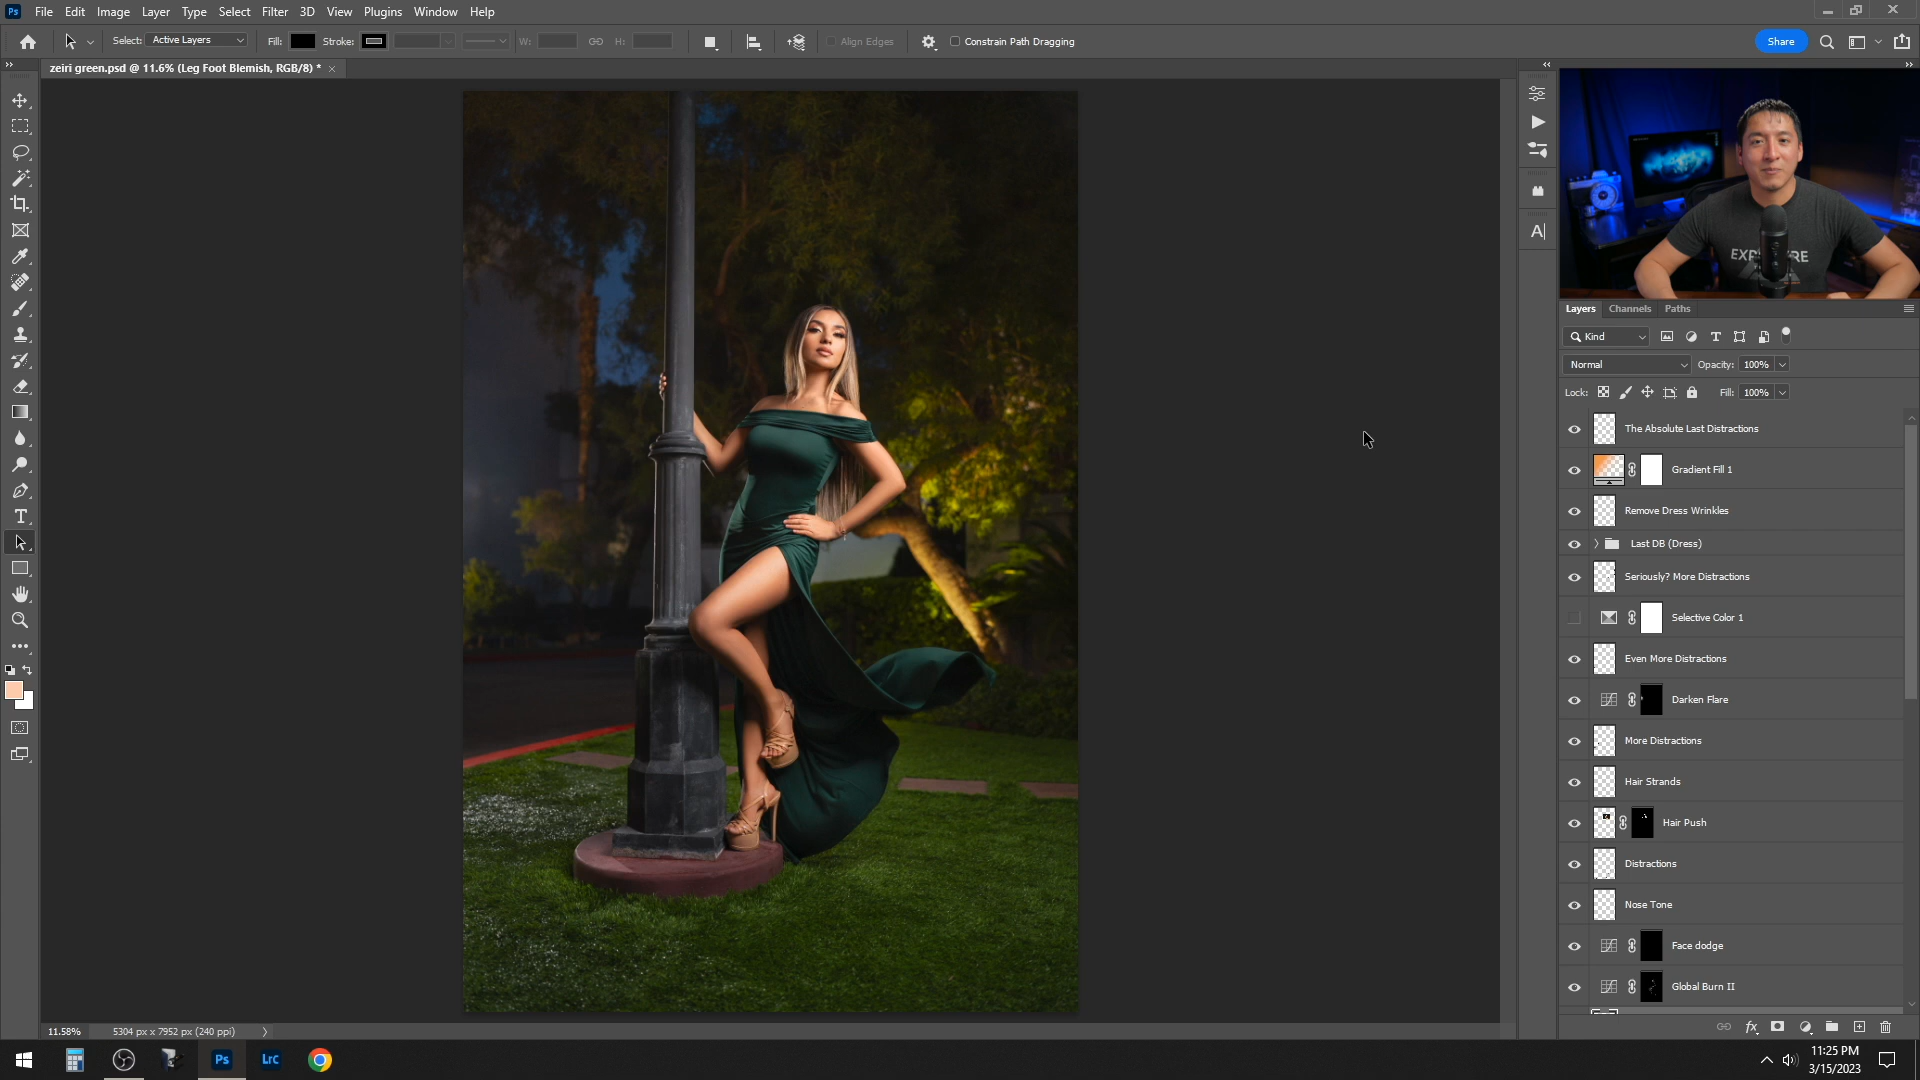 Ps File Edit Image Layer Type Select Filter 3D View Plugins Window Help
Select: Active Layers Fill: Stroke: W: H: Align Edges Constrain Path Dragging Share
zeiri green.psd @ 11.6% (Leg Foot Blemish, RGB/8) * ×
Layers Channels Paths
Kind
Normal Opacity: 100%
Lock: Fill: 100%
The Absolute Last Distractions
Gradient Fill 1
Remove Dress Wrinkles
Last DB (Dress)
Seriously? More Distractions
Selective Color 1
Even More Distractions
Darken Flare
More Distractions
Hair Strands
Hair Push
Distractions
Nose Tone
Face dodge
Global Burn II
11.58% 5304 px x 7952 px (240 ppi)
fx
Ps LrC
11:25 PM
3/15/2023